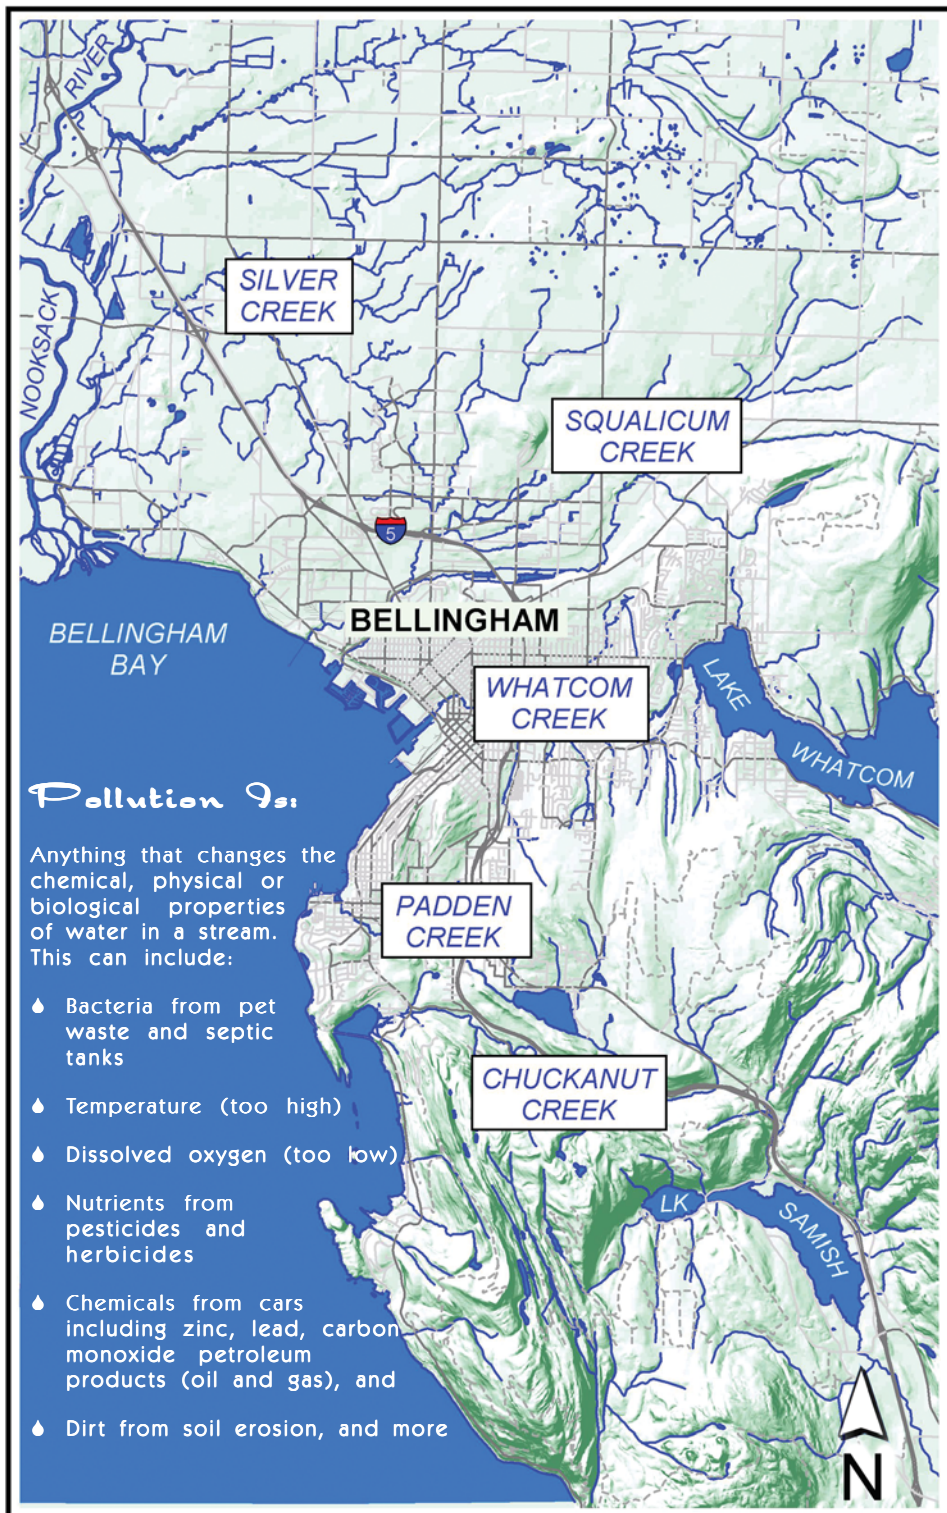 RIVER
NOOKSACK
SILVER
CREEK
SQUALICUM
CREEK
5
BELLINGHAM
BELLINGHAM
BAY
WHATCOM
CREEK
LAKE
WHATCOM
Pollution Is:
Anything that changes the
chemical, physical or
biological properties
of water in a stream.
This can include:
Bacteria from pet
waste and septic
tanks
Temperature (too high)
Dissolved oxygen (too low)
Nutrients from
pesticides and
herbicides
Chemicals from cars
including zinc, lead, carbon
monoxide petroleum
products (oil and gas), and
Dirt from soil erosion, and more
PADDEN
CREEK
CHUCKANUT
CREEK
LK
SAMISH
N